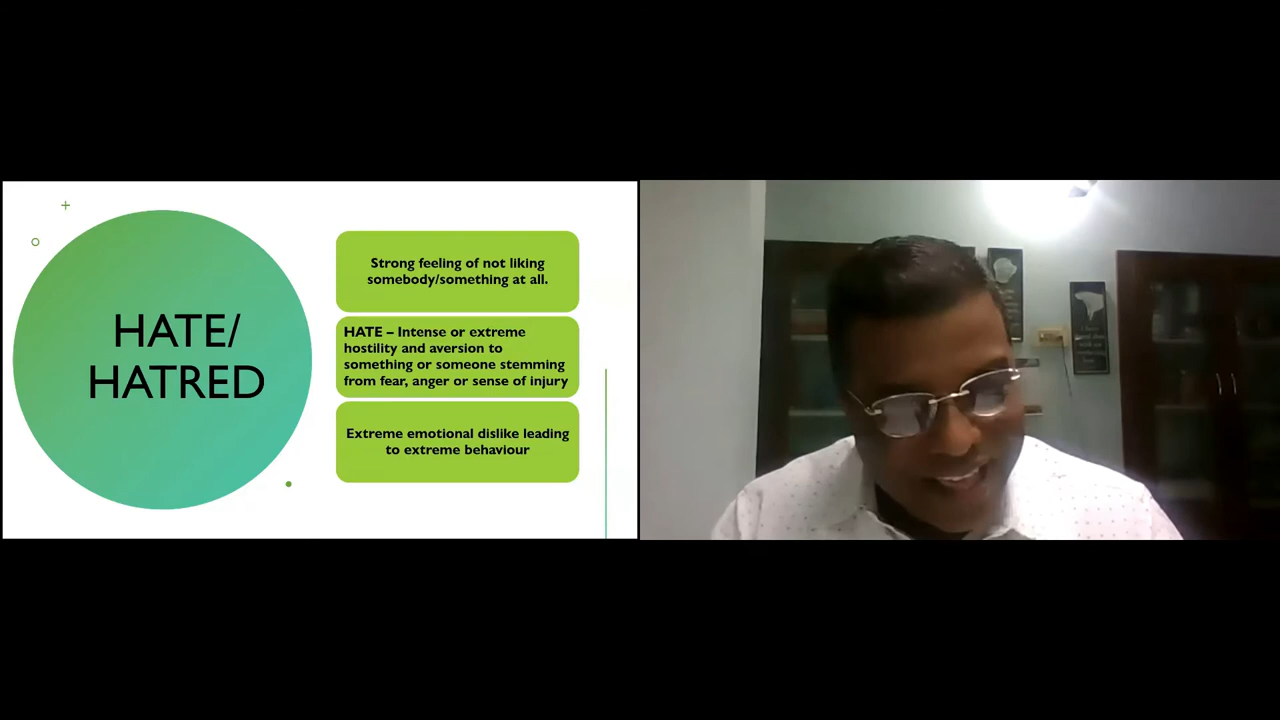 HATE/
HATRED
Strong feeling of not liking
somebody/something at all.
HATE – Intense or extreme
hostility and aversion to
something or someone stemming
from fear, anger or sense of injury
Extreme emotional dislike leading
to extreme behaviour